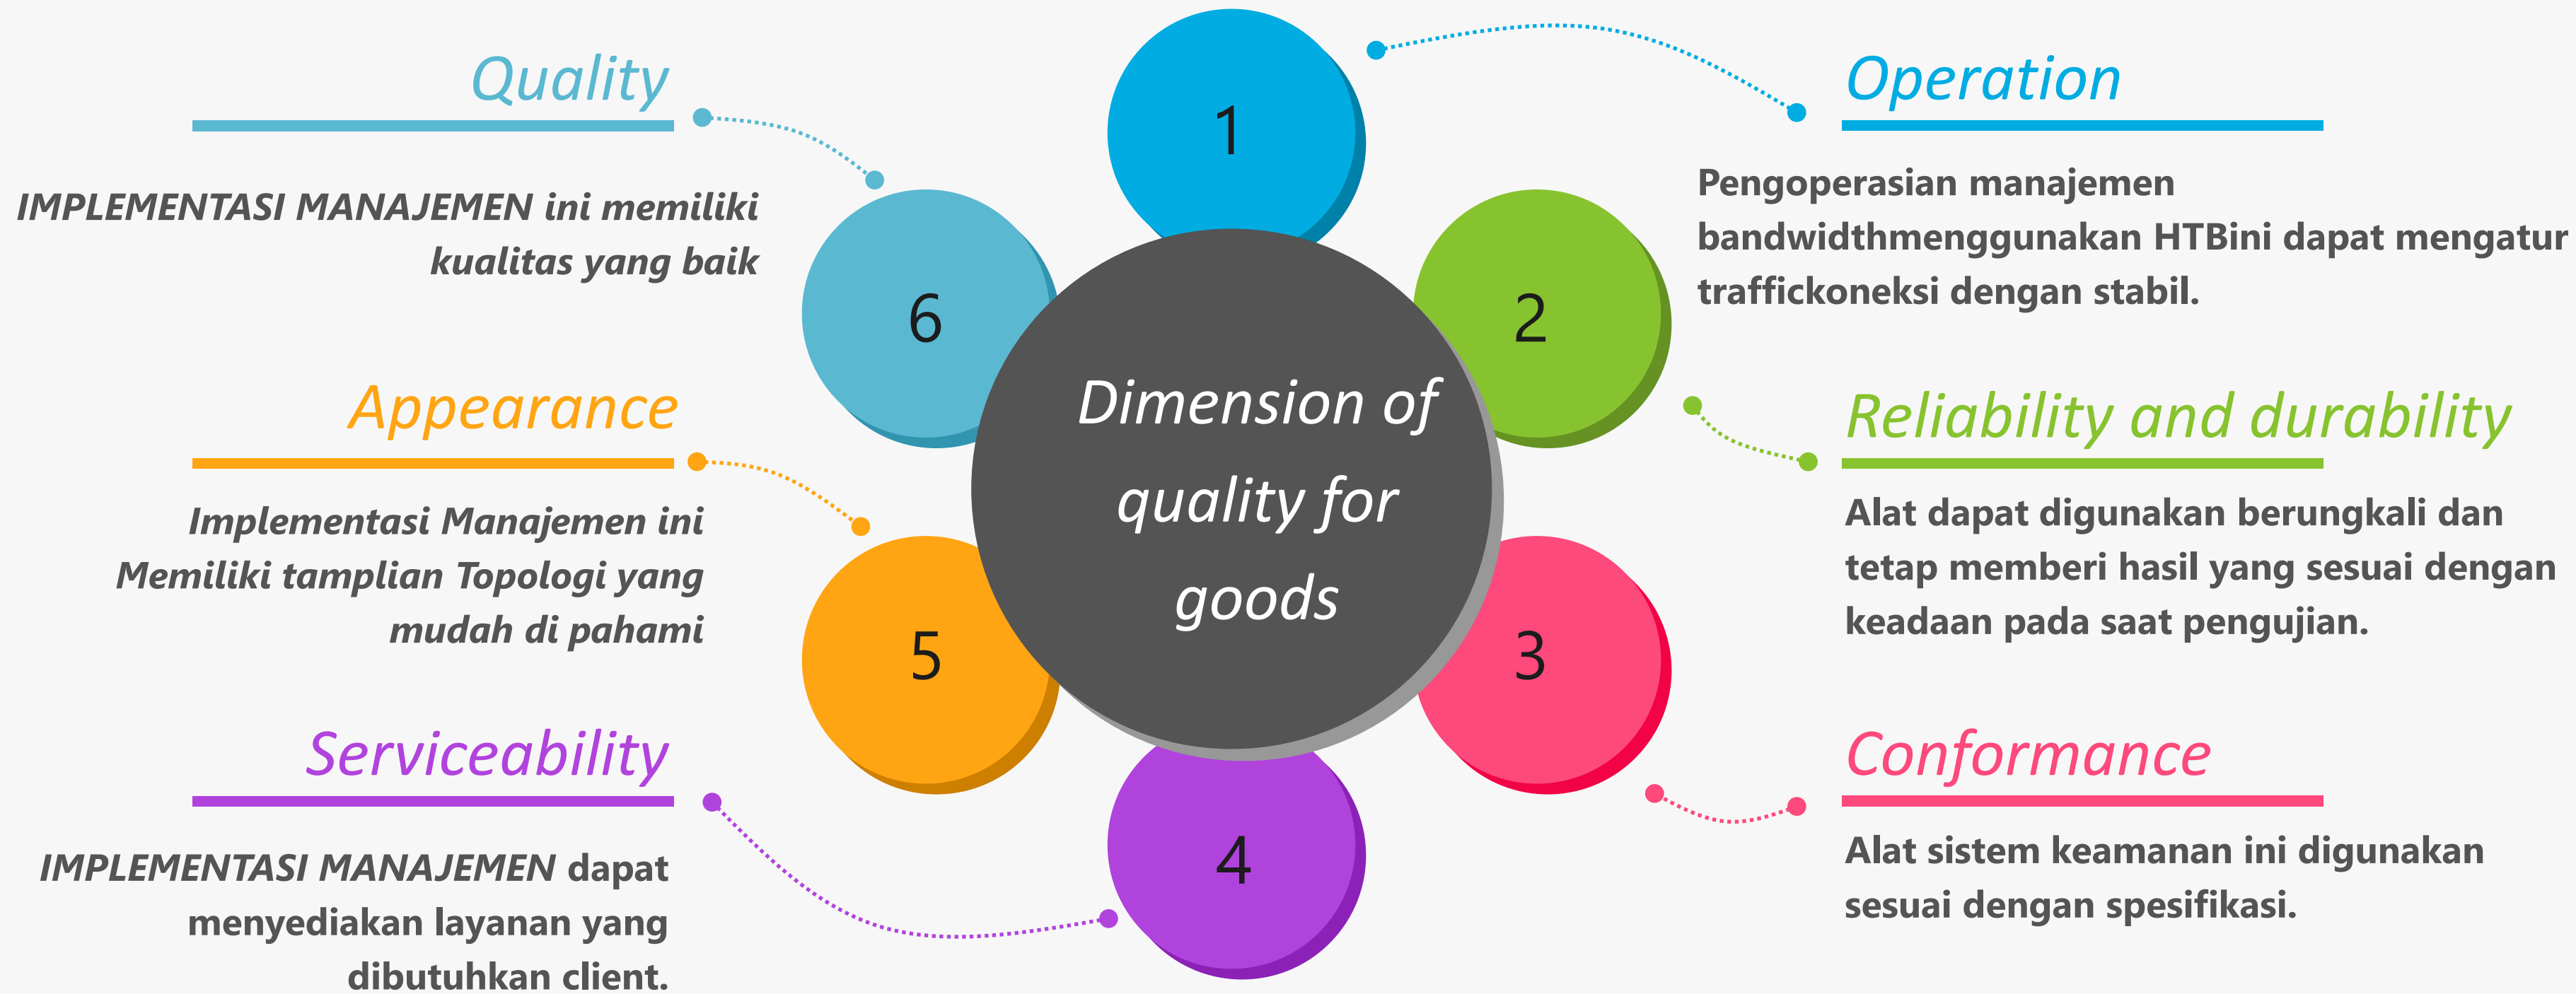 Quality
IMPLEMENTASI MANAJEMEN ini memiliki
kualitas yang baik
Appearance
Implementasi Manajemen ini
Memiliki tamplian Topologi yang
mudah di pahami
Serviceability
IMPLEMENTASI MANAJEMEN dapat
menyediakan layanan yang
dibutuhkan client.
1
2
3
4
5
6
Dimension of
quality for
goods
Operation
Pengoperasian manajemen
bandwidthmenggunakan HTBini dapat mengatur
traffickoneksi dengan stabil.
Reliability and durability
Alat dapat digunakan berungkali dan
tetap memberi hasil yang sesuai dengan
keadaan pada saat pengujian.
Conformance
Alat sistem keamanan ini digunakan
sesuai dengan spesifikasi.